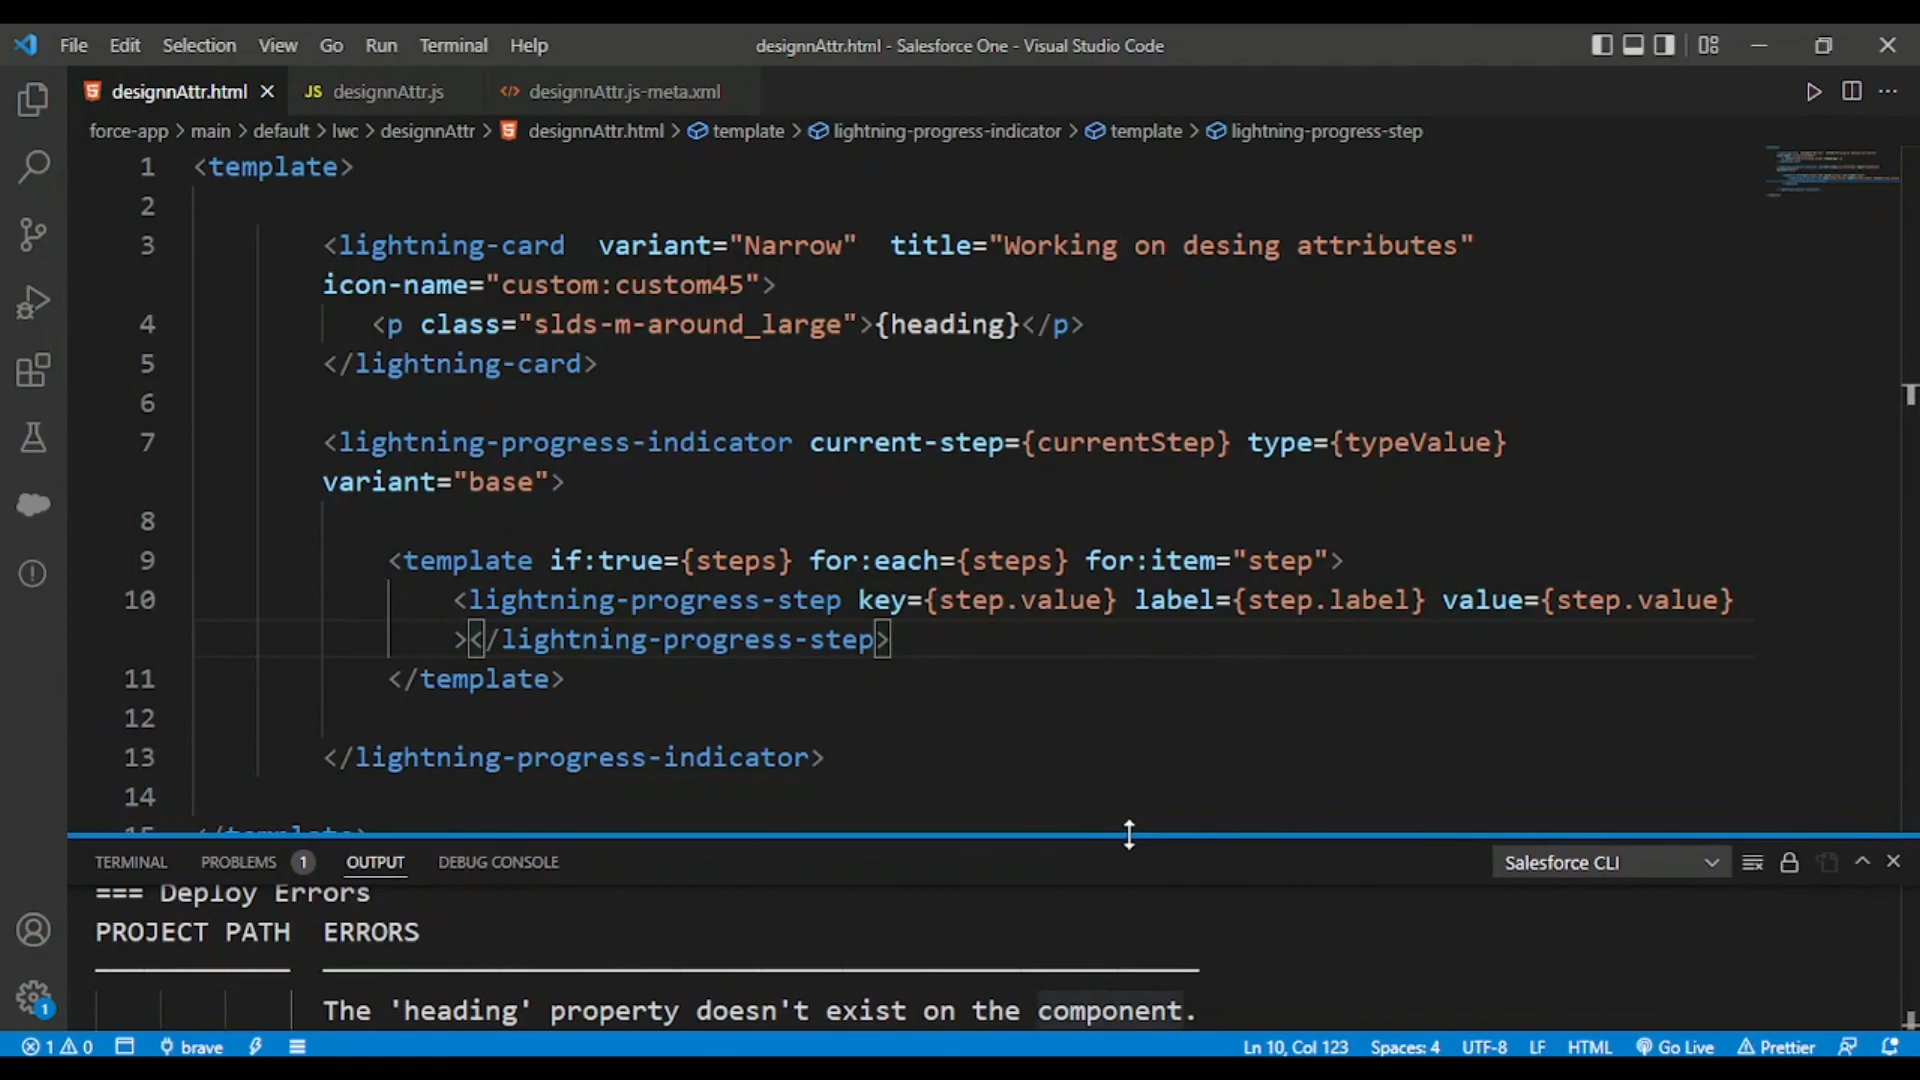 File Edit Selection View Go Run Terminal Help designnAttr.html - Salesforce One - Visual Studio Code
designnAttr.html JS designnAttr.js designnAttr.js-meta.xml
force-app > main > default > lwc > designnAttr > designnAttr.html > template > lightning-progress-indicator > template > lightning-progress-step
1 <template>
2
3 <lightning-card variant="Narrow" title="Working on desing attributes"
icon-name="custom:custom45">
4 <p class="slds-m-around_large">{heading}</p>
5 </lightning-card>
6
7 <lightning-progress-indicator current-step={currentStep} type={typeValue}
variant="base">
8
9 <template if:true={steps} for:each={steps} for:item="step">
10 <lightning-progress-step key={step.value} label={step.label} value={step.value}
></lightning-progress-step>
11 </template>
12
13 </lightning-progress-indicator>
14
15 </template>
TERMINAL PROBLEMS 1 OUTPUT DEBUG CONSOLE Salesforce CLI
=== Deploy Errors
PROJECT PATH ERRORS
The 'heading' property doesn't exist on the component.
1 0 brave Ln 10, Col 123 Spaces: 4 UTF-8 LF HTML Go Live Prettier
1